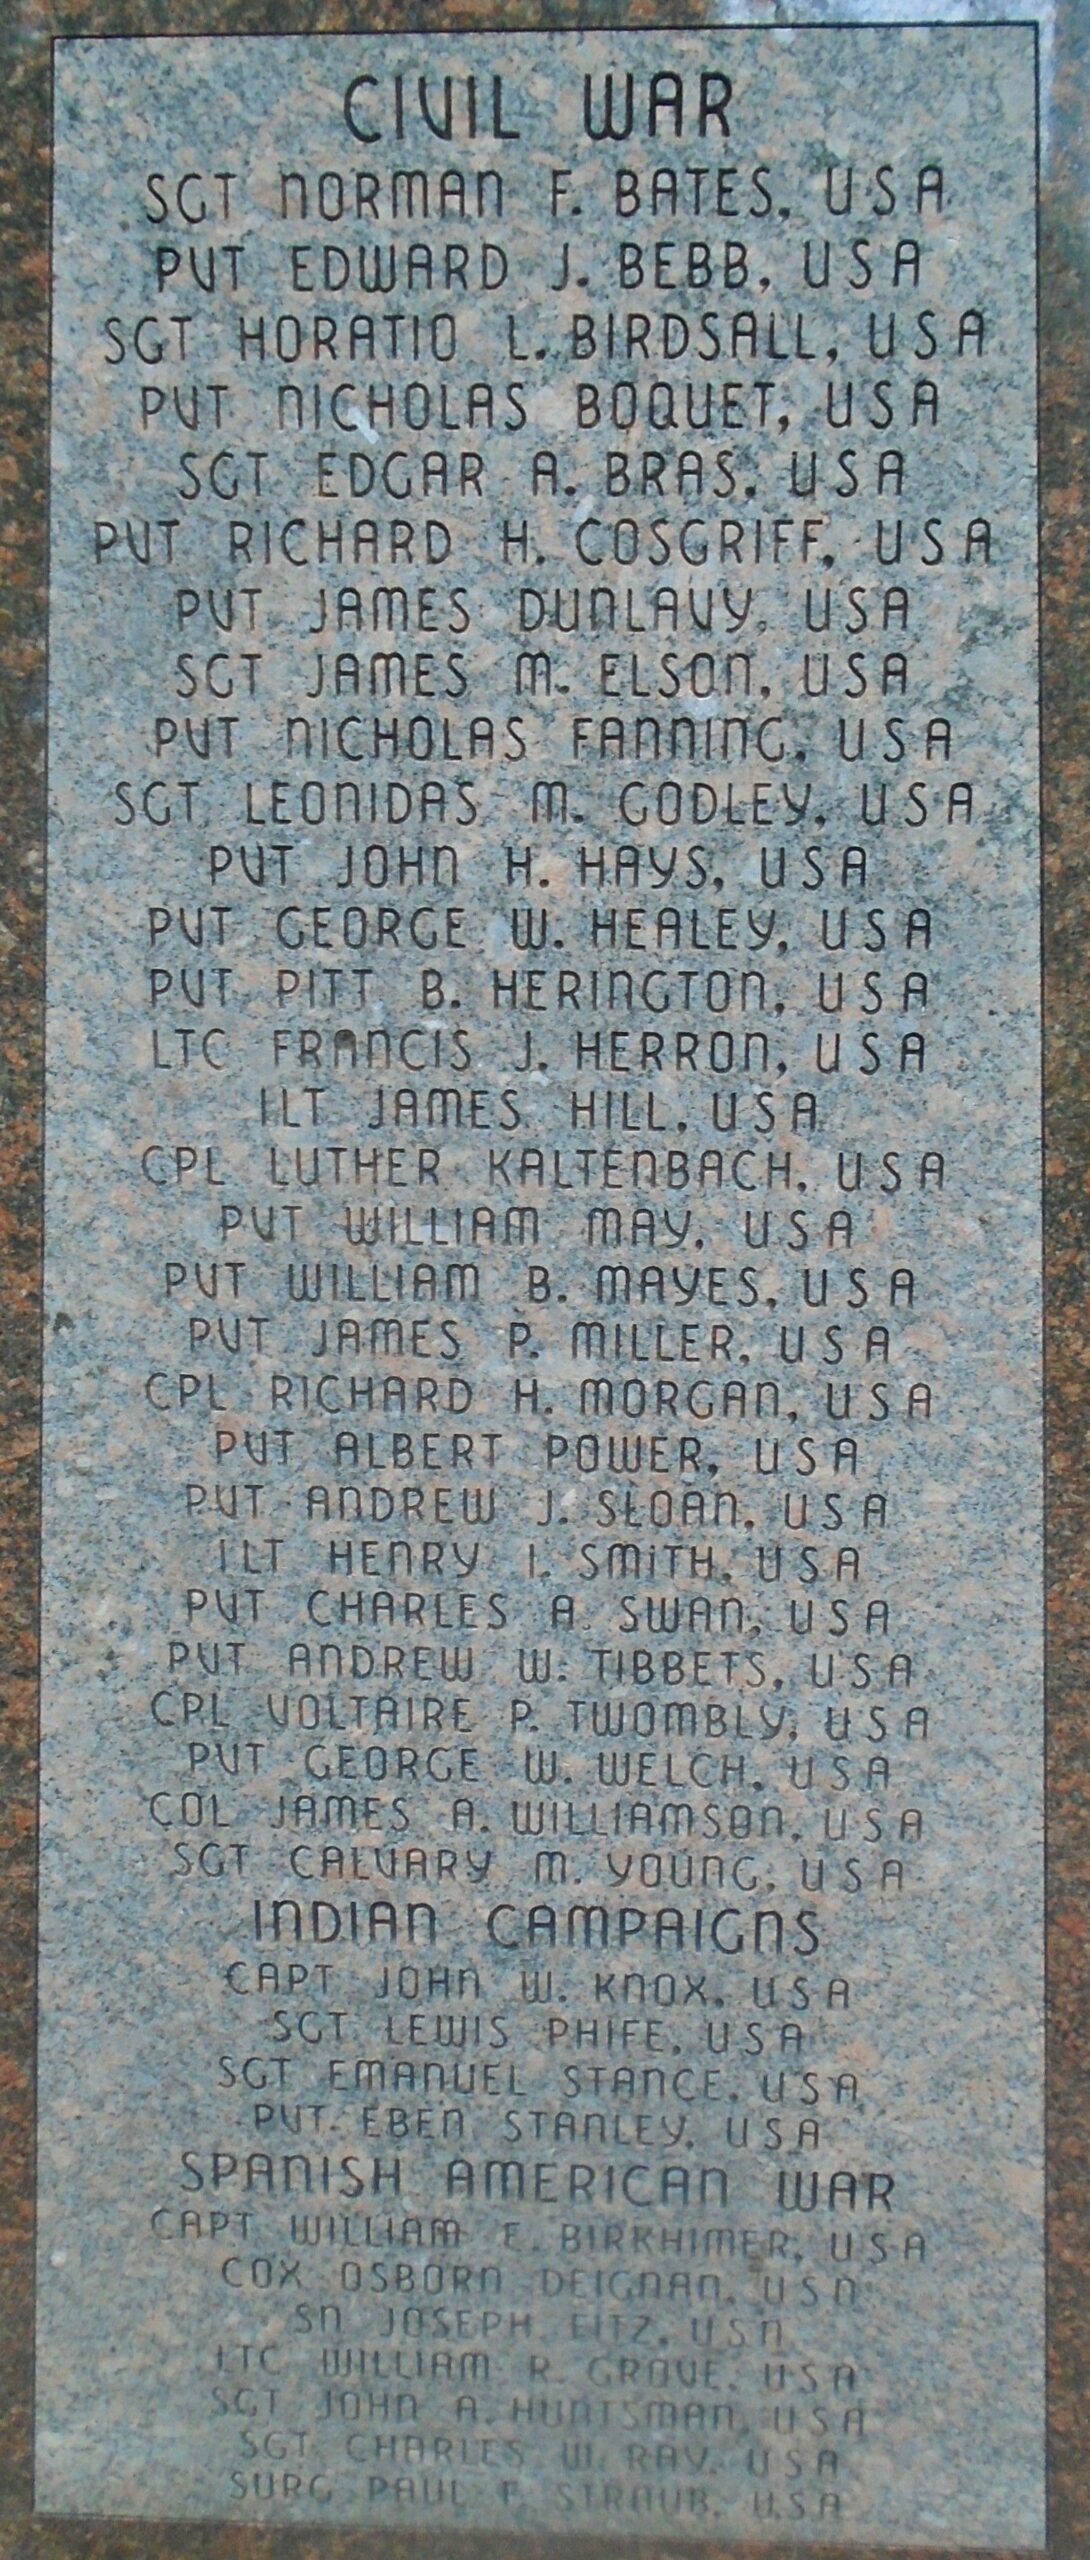 CIVIL WAR
SGT NORMAN F. BATES, USA
PVT EDWARD J. BEBB, USA
SGT HORATIO L. BIRDSALL, USA
PVT NICHOLAS BOQUET, USA
SGT EDGAR A. BRAS, USA
PVT RICHARD H. COSGRIFF, USA
PVT JAMES DUNLAVY, USA
SGT JAMES M. ELSON, USA
PVT NICHOLAS FANNING, USA
SGT LEONIDAS M. GODLEY, USA
PVT JOHN H. HAYS, USA
PVT GEORGE W. HEALEY, USA
PVT PITT B. HERINGTON, USA
LTC FRANCIS J. HERRON, USA
1LT JAMES HILL, USA
CPL LUTHER KALTENBACH, USA
PVT WILLIAM MAY, USA
PVT WILLIAM B. MAYES, USA
PVT JAMES P. MILLER, USA
CPL RICHARD H. MORGAN, USA
PVT ALBERT POWER, USA
PVT ANDREW J. SLOAN, USA
1LT HENRY I. SMITH, USA
PVT CHARLES A. SWAN, USA
PVT ANDREW W. TIBBETS, USA
CPL VOLTAIRE P. TWOMBLY, USA
PVT GEORGE W. WELCH, USA
COL JAMES A. WILLIAMSON, USA
SGT CALVARY M. YOUNG, USA
INDIAN CAMPAIGNS
CAPT JOHN W. KNOX, USA
SGT LEWIS PHIFE, USA
SGT EMANUEL STANCE, USA
PVT EBEN STANLEY, USA
SPANISH AMERICAN WAR
CAPT WILLIAM E. BIRKHIMER, USA
COX OSBORN DEIGNAN, USN
SN JOSEPH FITZ, USN
LTC WILLIAM R. GROVE, USA
SGT JOHN A. HUNTSMAN, USA
SGT CHARLES W. RAY, USA
SURG PAUL F. STRAUB, USA